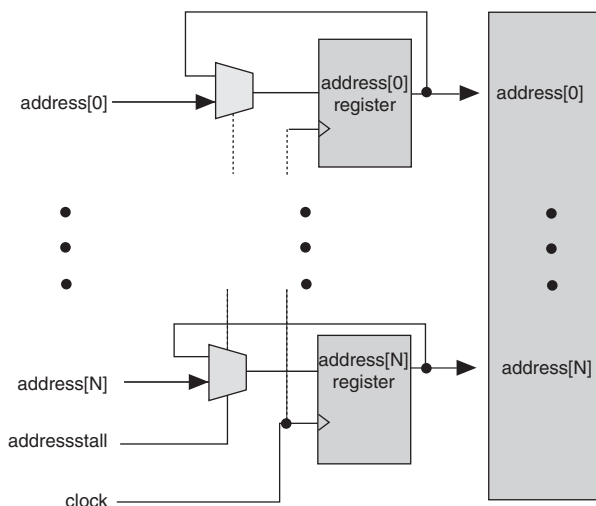 address[0]
address[0]
register
address[0]
address[N]
address[N]
register
address[N]
addressstall
clock